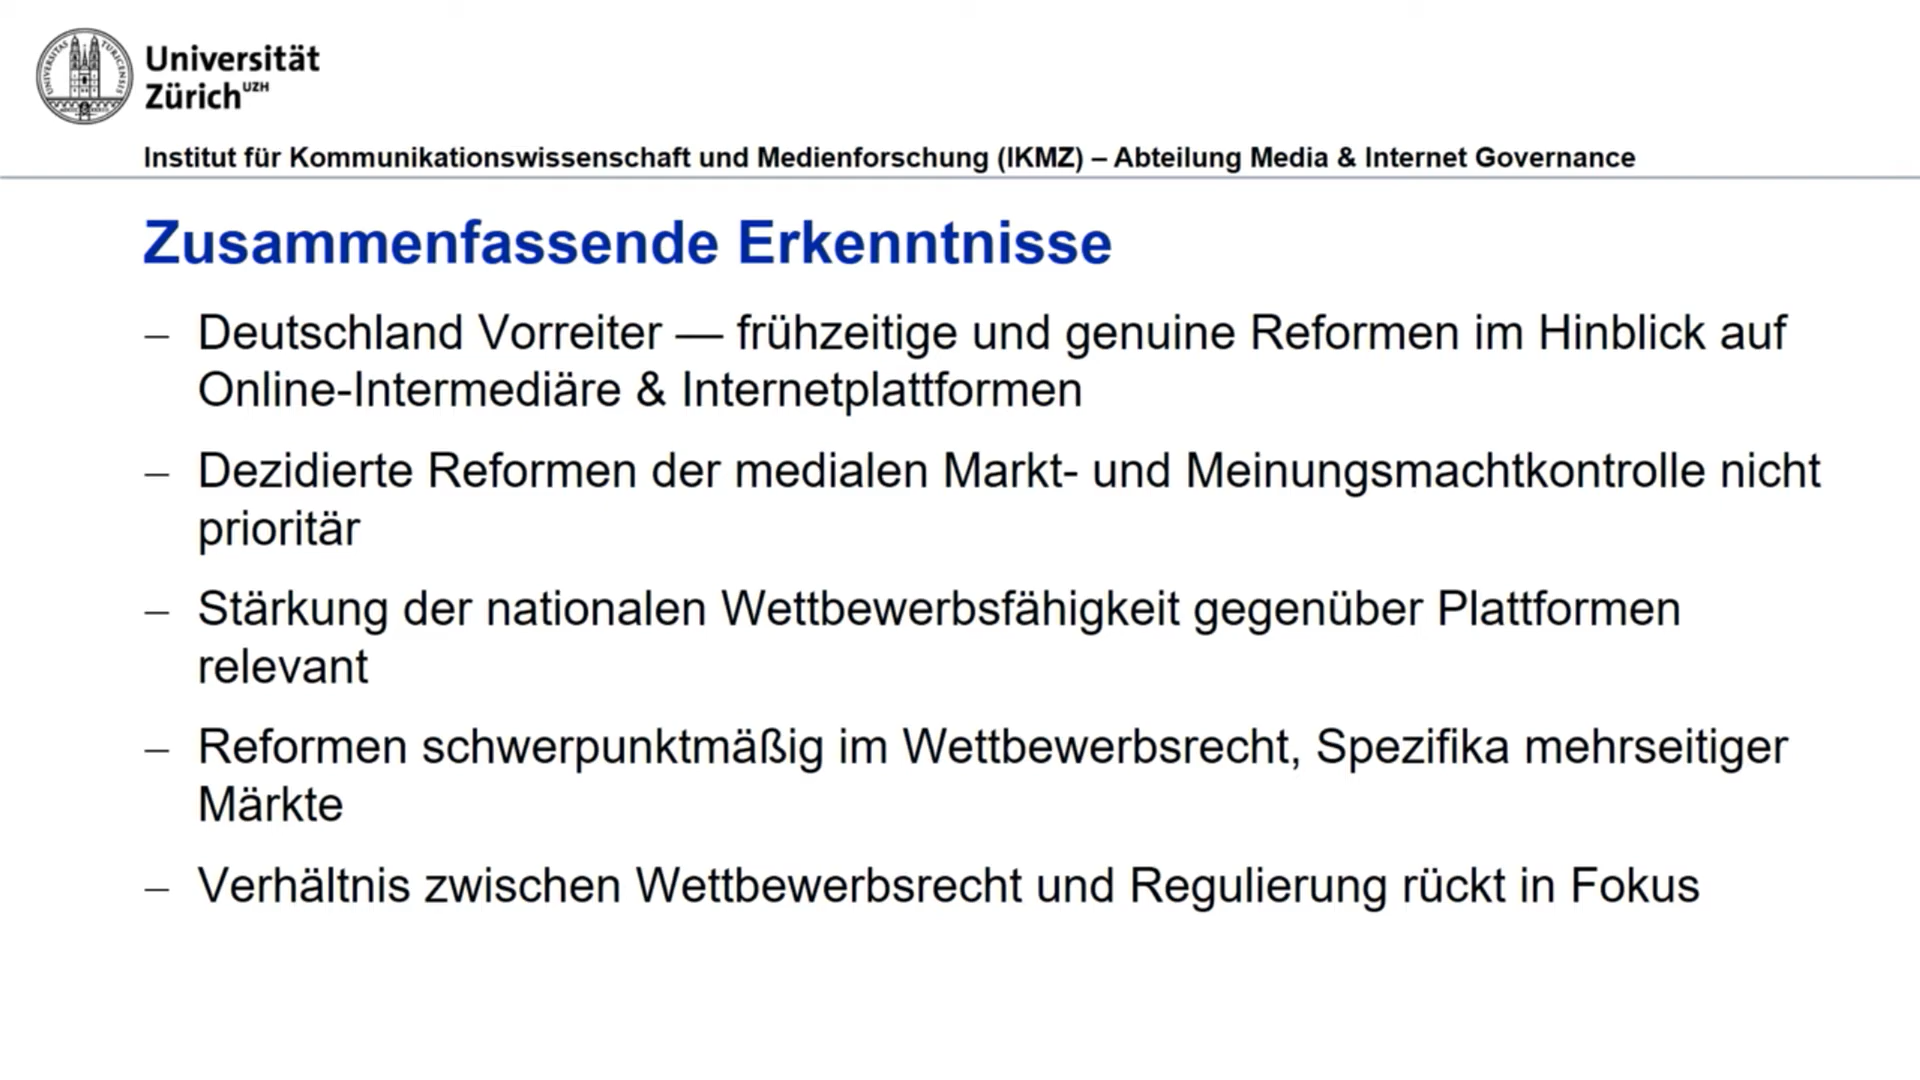 UNIVERSITAS TURICENSIS
Universität
Zürich UZH
Institut für Kommunikationswissenschaft und Medienforschung (IKMZ) – Abteilung Media & Internet Governance
Zusammenfassende Erkenntnisse
– Deutschland Vorreiter — frühzeitige und genuine Reformen im Hinblick auf
Online-Intermediäre & Internetplattformen
– Dezidierte Reformen der medialen Markt- und Meinungsmachtkontrolle nicht
prioritär
– Stärkung der nationalen Wettbewerbsfähigkeit gegenüber Plattformen
relevant
– Reformen schwerpunktmäßig im Wettbewerbsrecht, Spezifika mehrseitiger
Märkte
– Verhältnis zwischen Wettbewerbsrecht und Regulierung rückt in Fokus